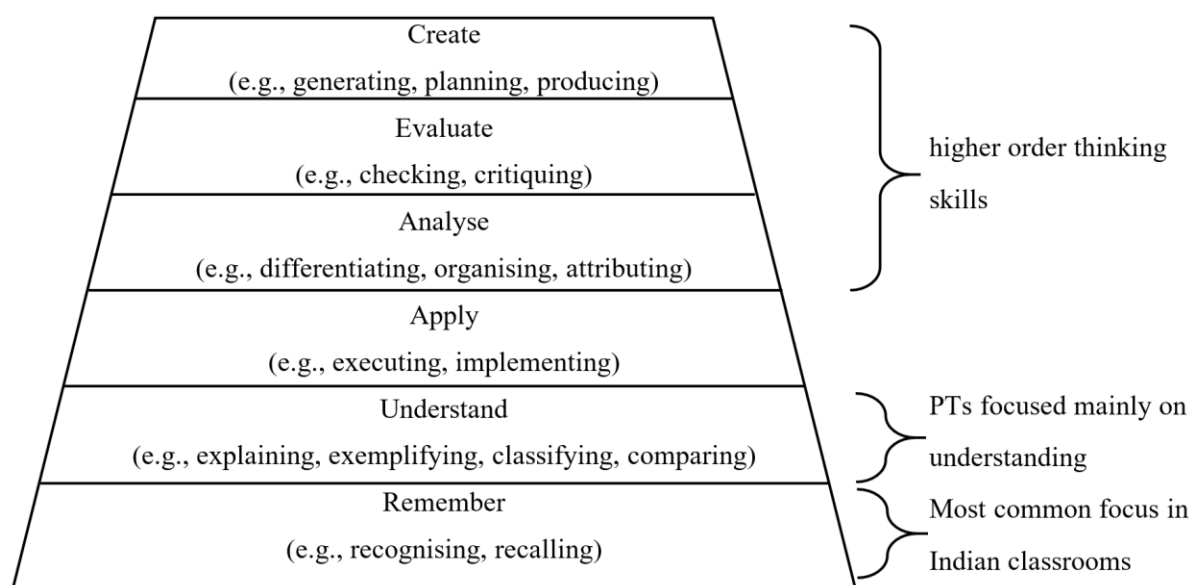 Create
(e.g., generating, planning, producing)
Evaluate
(e.g., checking, critiquing)
Analyse
(e.g., differentiating, organising, attributing)
higher order thinking
skills
Apply
(e.g., executing, implementing)
Understand
(e.g., explaining, exemplifying, classifying, comparing)
PTs focused mainly on
understanding
Remember
(e.g., recognising, recalling)
Most common focus in
Indian classrooms